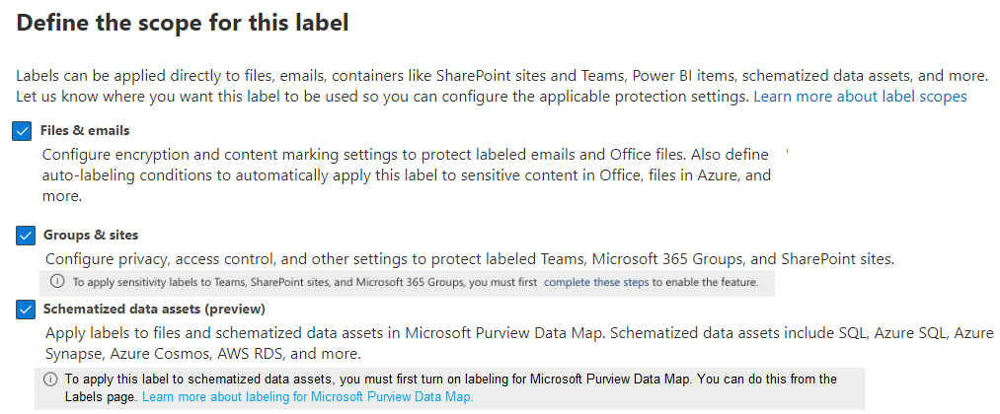 Define the scope for this label
Labels can be applied directly to files, emails, containers like SharePoint sites and Teams, Power BI items, schematized data assets, and more.
Let us know where you want this label to be used so you can configure the applicable protection settings. Learn more about label scopes
Files & emails
Configure encryption and content marking settings to protect labeled emails and Office files. Also define
auto-labeling conditions to automatically apply this label to sensitive content in Office, files in Azure, and
more.
Groups & sites
Configure privacy, access control, and other settings to protect labeled Teams, Microsoft 365 Groups, and SharePoint sites.
To apply sensitivity labels to Teams, SharePoint sites, and Microsoft 365 Groups, you must first complete these steps to enable the feature.
Schematized data assets (preview)
Apply labels to files and schematized data assets in Microsoft Purview Data Map. Schematized data assets include SQL, Azure SQL, Azure
Synapse, Azure Cosmos, AWS RDS, and more.
To apply this label to schematized data assets, you must first turn on labeling for Microsoft Purview Data Map. You can do this from the
Labels page. Learn more about labeling for Microsoft Purview Data Map.